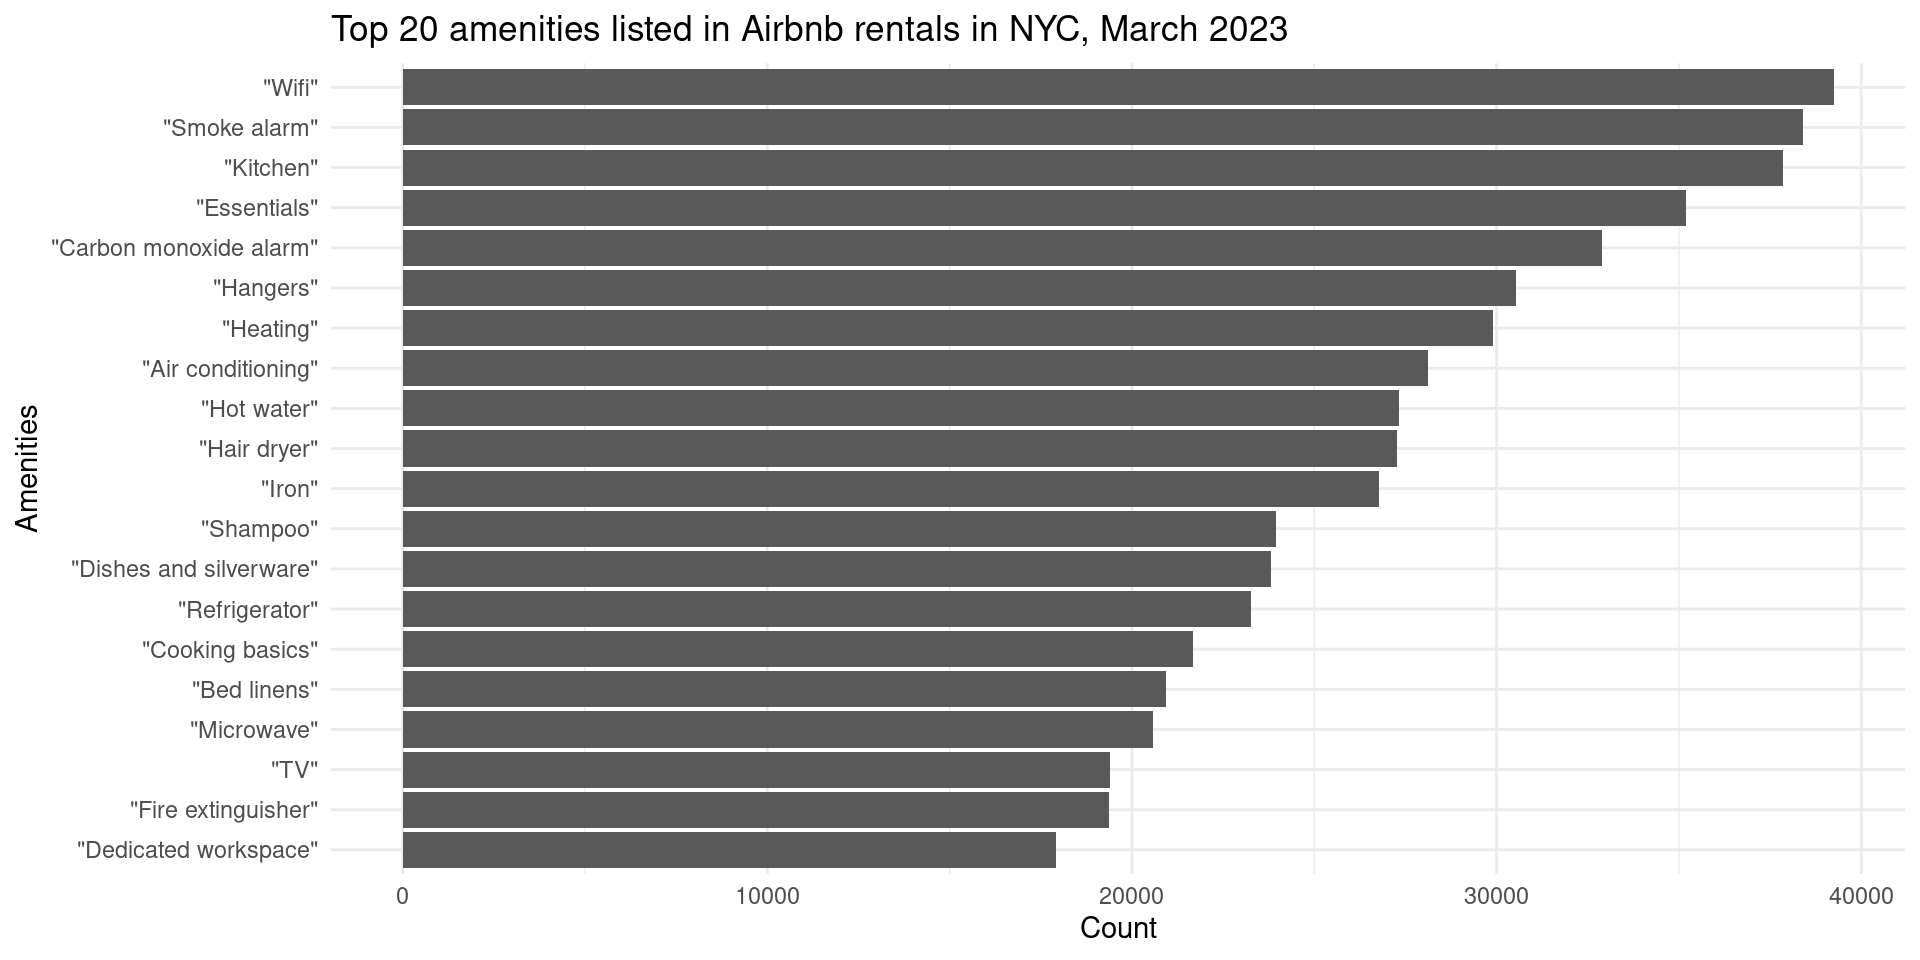 Top 20 amenities listed in Airbnb rentals in NYC, March 2023
"Wifi"
"Smoke alarm"
"Kitchen"
"Essentials"
"Carbon monoxide alarm"
"Hangers"
"Heating"
"Air conditioning"
"Hot water"
"Hair dryer"
"Iron"
"Shampoo"
"Dishes and silverware"
"Refrigerator"
"Cooking basics"
"Bed linens"
"Microwave"
"TV"
"Fire extinguisher"
"Dedicated workspace"
Amenities
0 10000 20000 30000 40000
Count